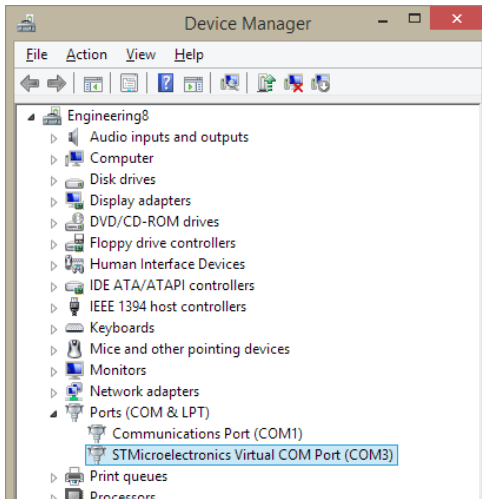 Device Manager
File Action View Help
Engineering8
Audio inputs and outputs
Computer
Disk drives
Display adapters
DVD/CD-ROM drives
Floppy drive controllers
Human Interface Devices
IDE ATA/ATAPI controllers
IEEE 1394 host controllers
Keyboards
Mice and other pointing devices
Monitors
Network adapters
Ports (COM & LPT)
Communications Port (COM1)
STMicroelectronics Virtual COM Port (COM3)
Print queues
Processors